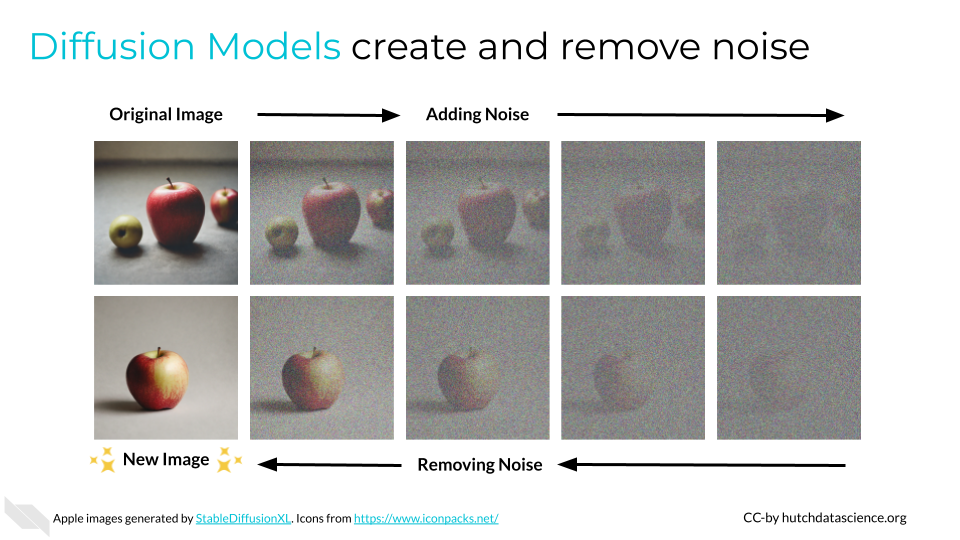 Diffusion Models create and remove noise
Original Image
Adding Noise
New Image
Removing Noise
Apple images generated by StableDiffusionXL. Icons from https://www.iconpacks.net/
CC-by hutchdatascience.org